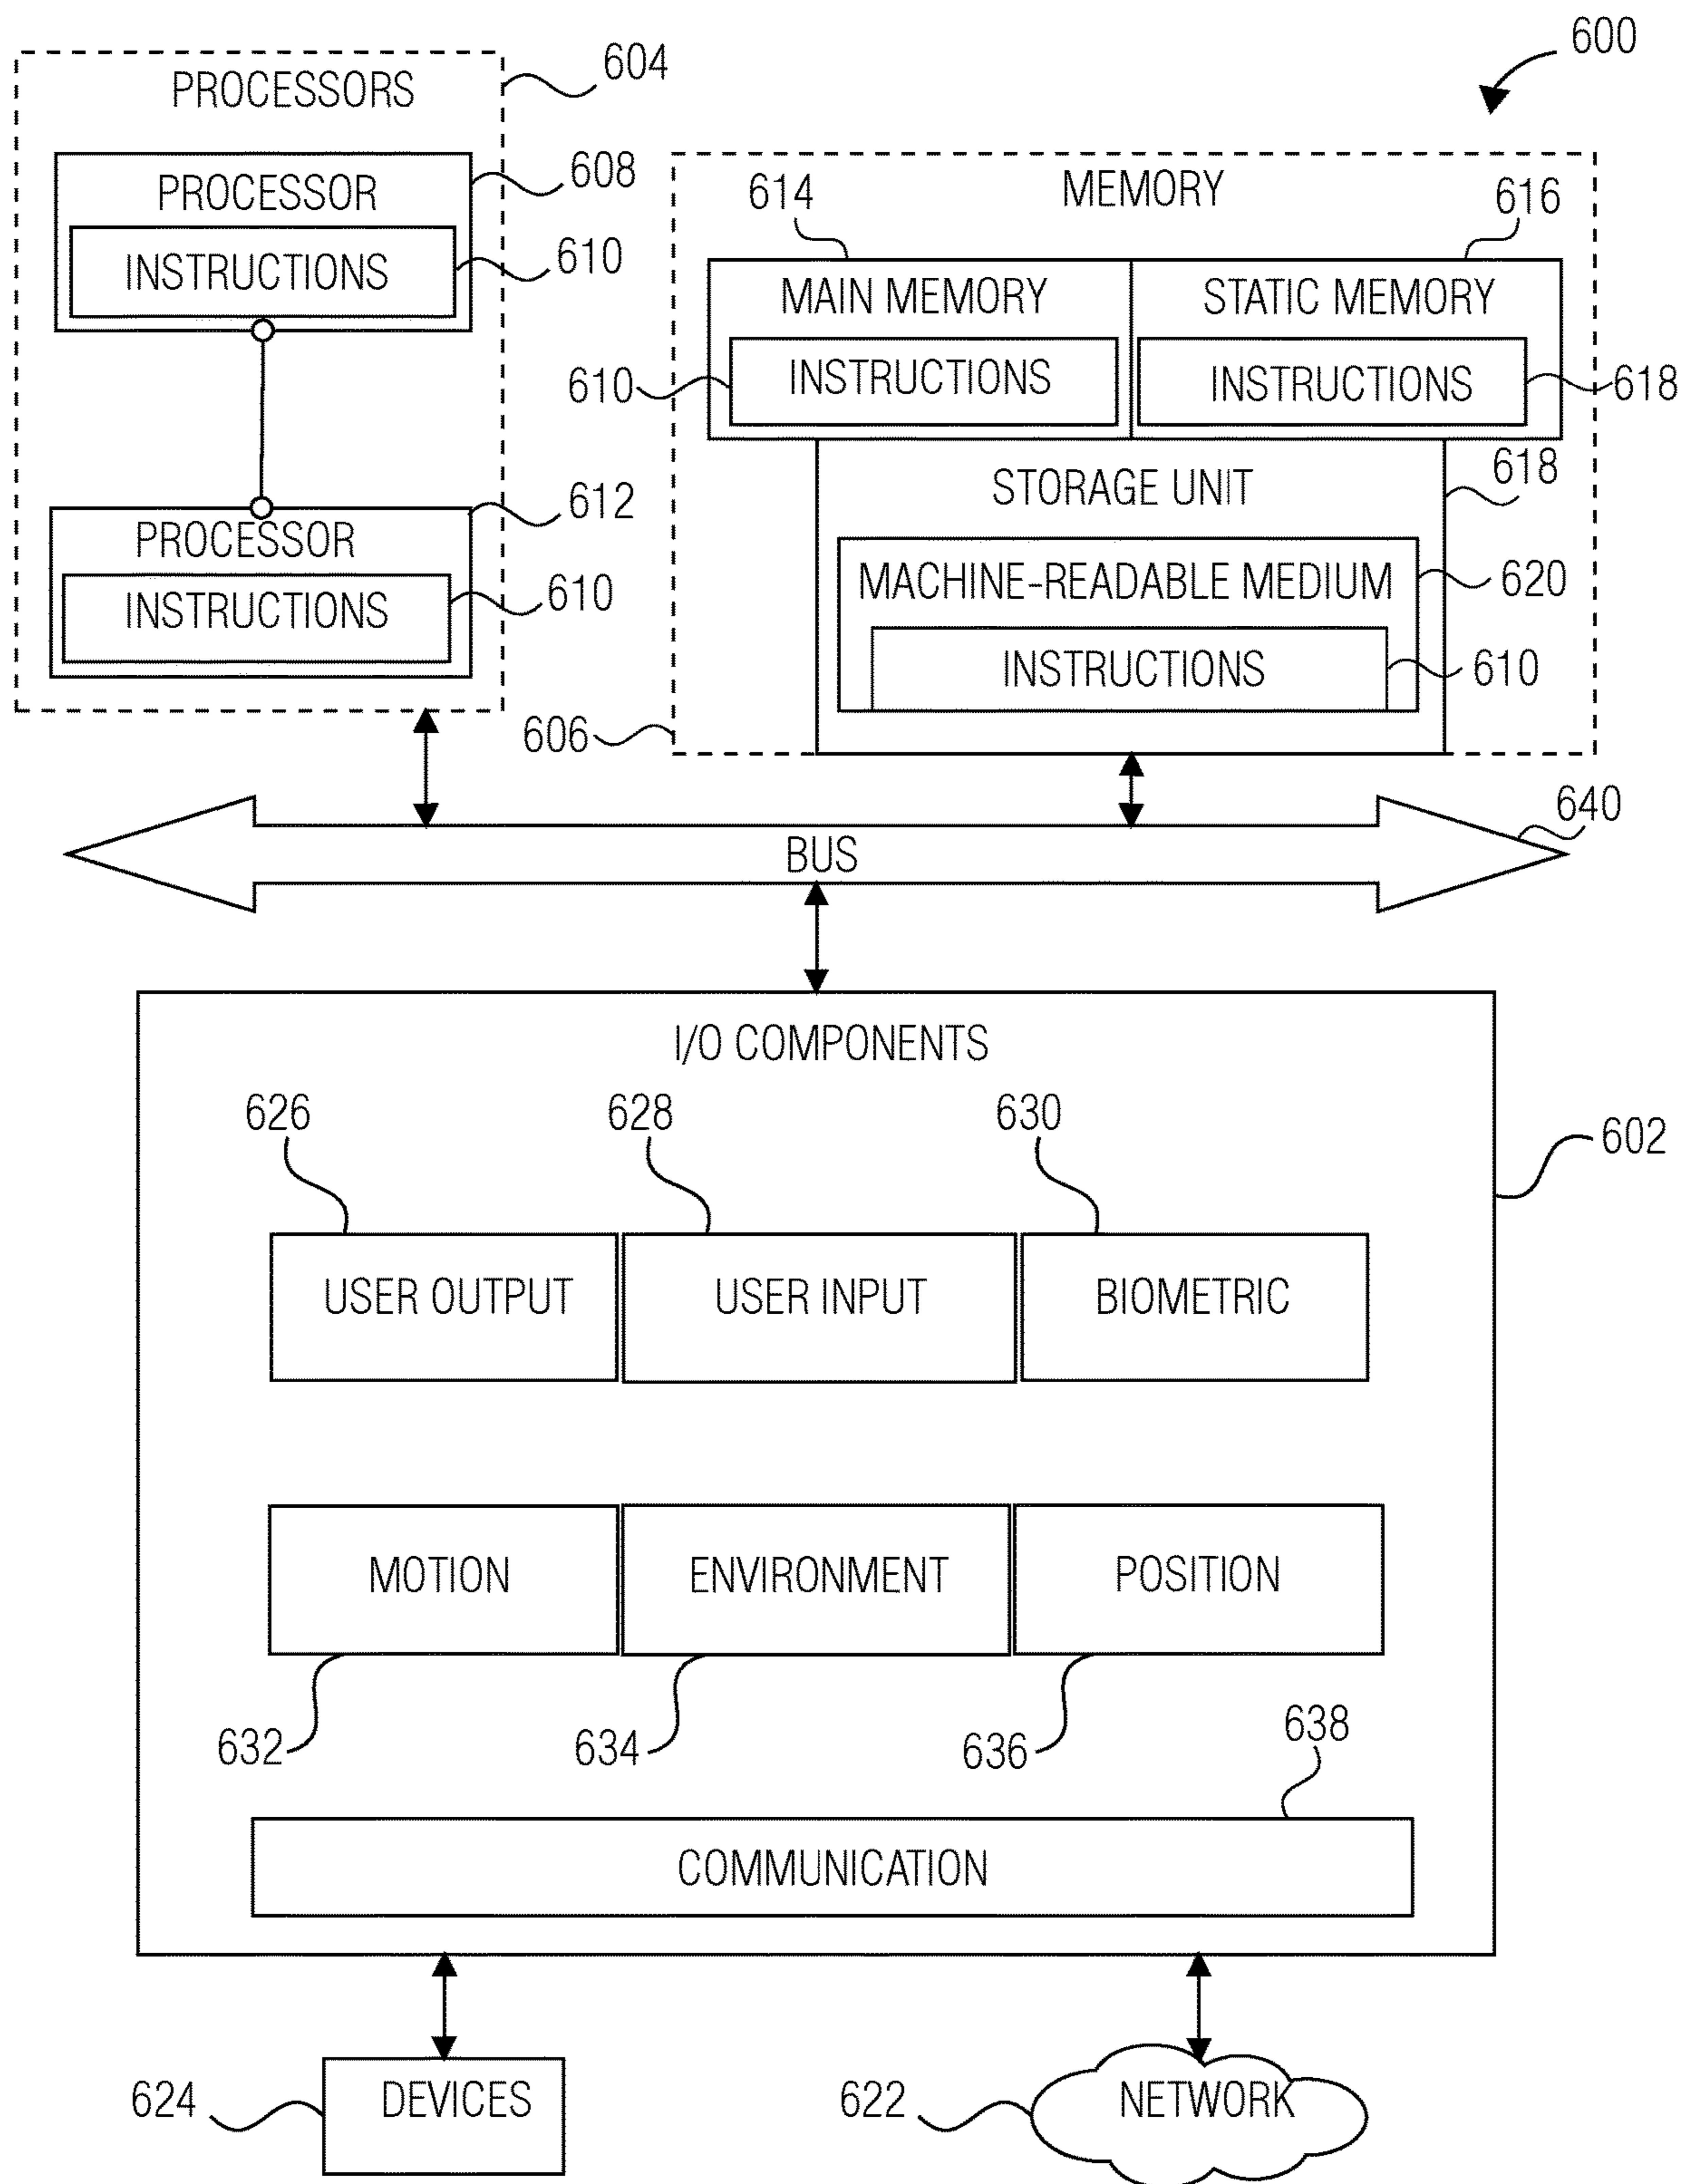 600
PROCESSORS
604
PROCESSOR
608
INSTRUCTIONS
610
PROCESSOR
612
INSTRUCTIONS
610
MEMORY
614
616
MAIN MEMORY
STATIC MEMORY
INSTRUCTIONS
610
INSTRUCTIONS
618
STORAGE UNIT
618
MACHINE-READABLE MEDIUM
620
INSTRUCTIONS
610
606
BUS
640
I/O COMPONENTS
602
626
628
630
USER OUTPUT
USER INPUT
BIOMETRIC
MOTION
ENVIRONMENT
POSITION
632
634
636
638
COMMUNICATION
624
DEVICES
622
NETWORK